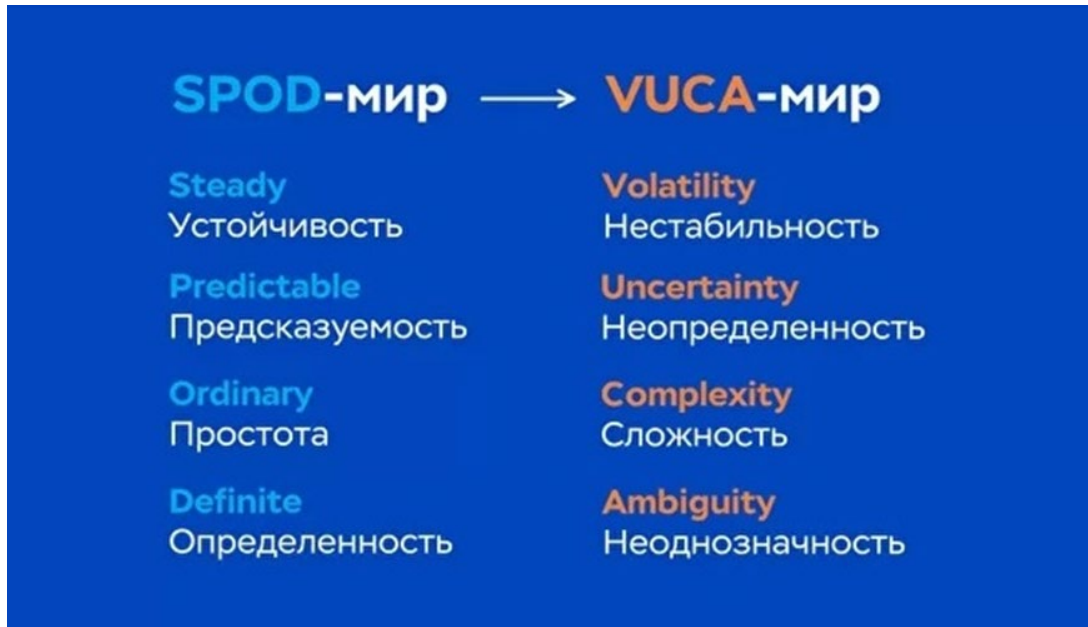 SPOD-мир → VUCA-мир
Steady
Устойчивость
Predictable
Предсказуемость
Ordinary
Простота
Definite
Определенность
Volatility
Нестабильность
Uncertainty
Неопределенность
Complexity
Сложность
Ambiguity
Неоднозначность